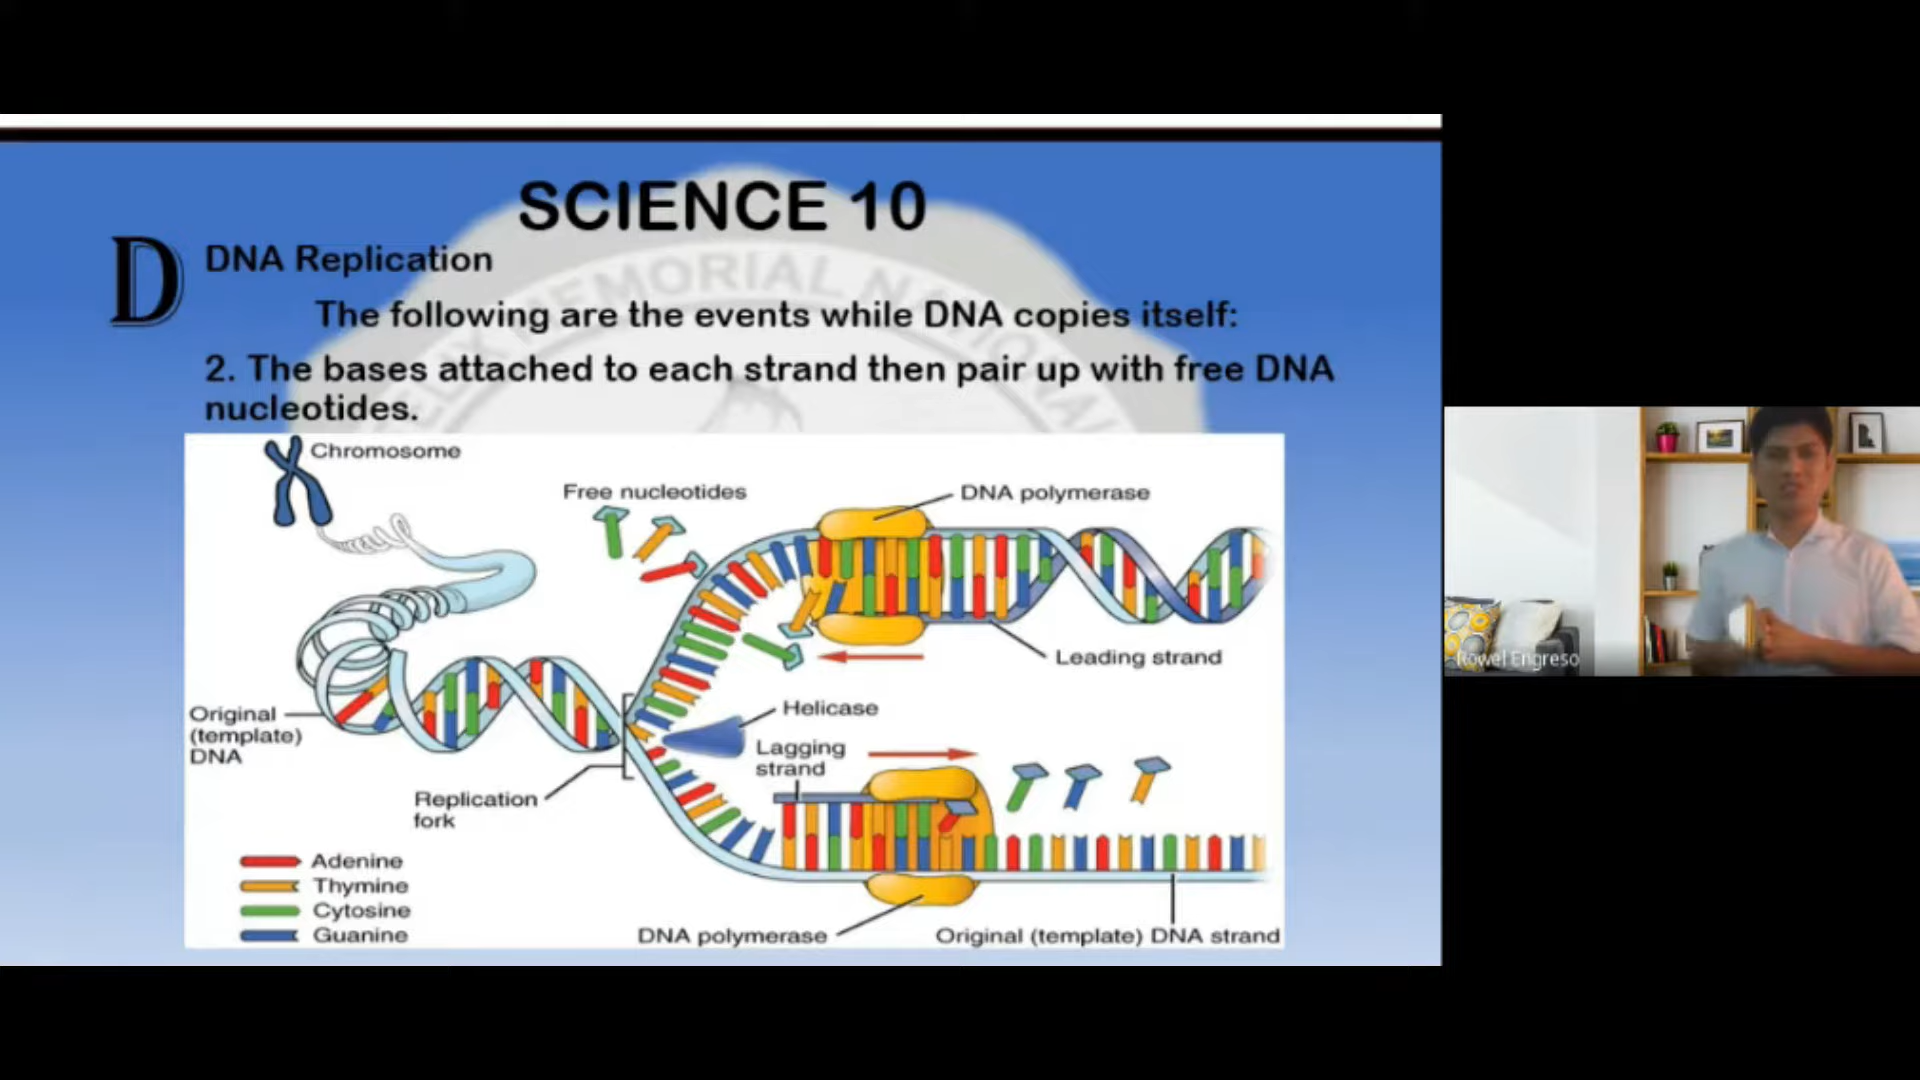 SCIENCE 10
D
DNA Replication
The following are the events while DNA copies itself:
2. The bases attached to each strand then pair up with free DNA
nucleotides.
MEMORIAL NATIONAL
Chromosome
Free nucleotides
DNA polymerase
Leading strand
Helicase
Original
(template)
DNA
Lagging
strand
Replication
fork
Adenine
Thymine
Cytosine
Guanine
DNA polymerase
Original (template) DNA strand
Rowel Engreso